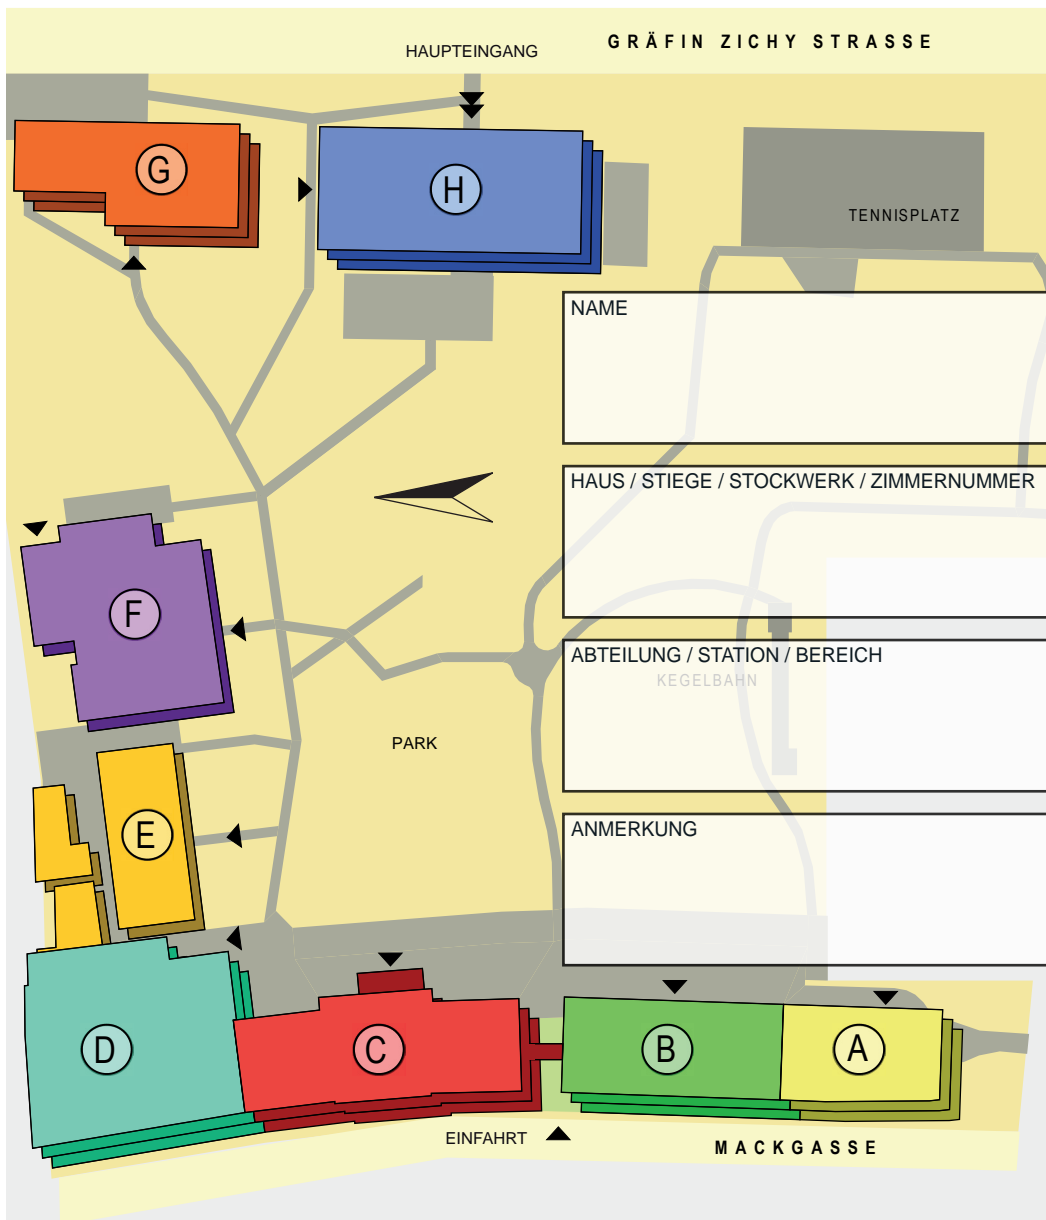 GRÄFIN ZICHY STRASSE
HAUPTEINGANG
G
H
TENNISPLATZ
NAME
HAUS / STIEGE / STOCKWERK / ZIMMERNUMMER
F
ABTEILUNG / STATION / BEREICH
KEGELBAHN
PARK
E
ANMERKUNG
D
C
B
A
EINFAHRT
MACKGASSE